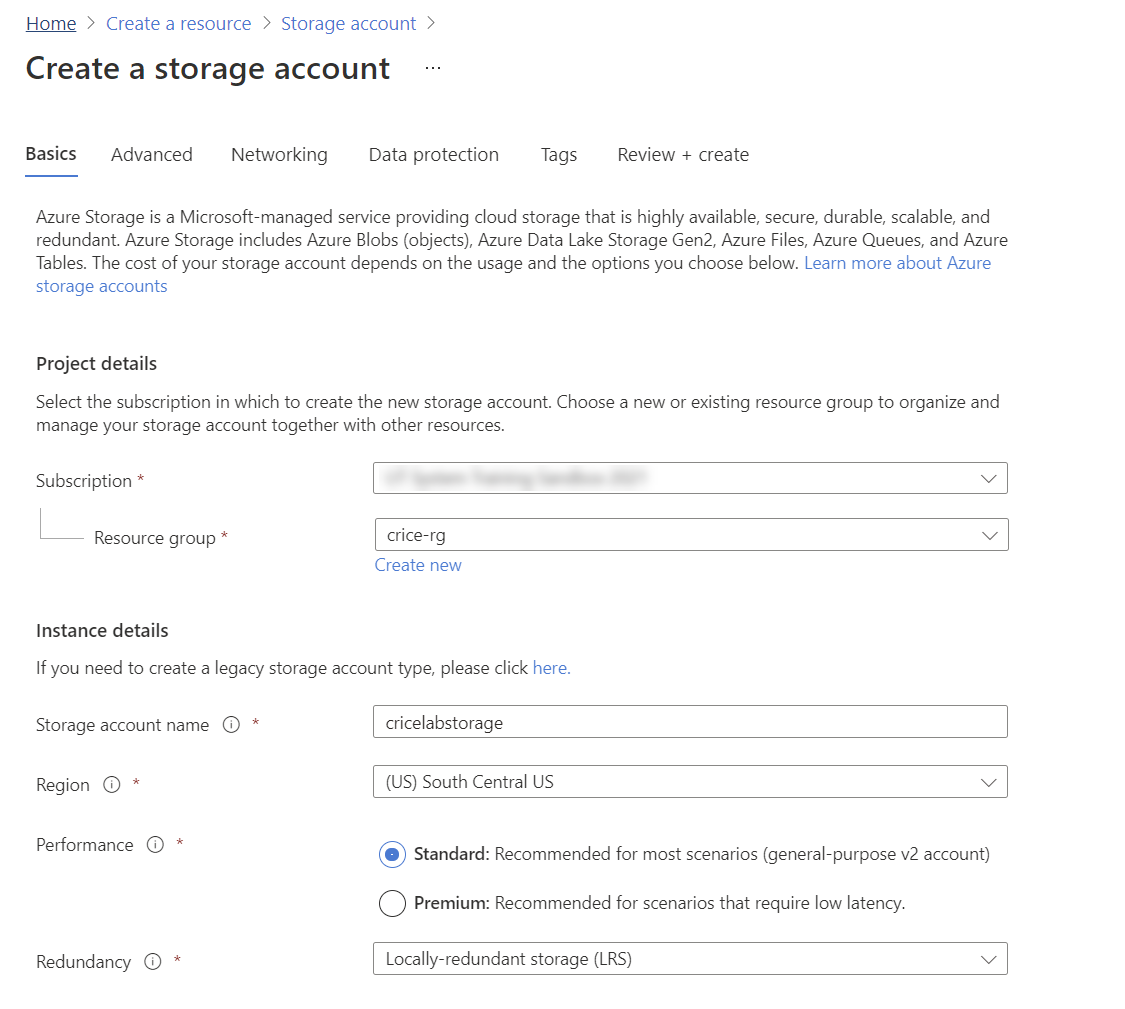 Home > Create a resource > Storage account >
Create a storage account ...
Basics Advanced Networking Data protection Tags Review + create
Azure Storage is a Microsoft-managed service providing cloud storage that is highly available, secure, durable, scalable, and
redundant. Azure Storage includes Azure Blobs (objects), Azure Data Lake Storage Gen2, Azure Files, Azure Queues, and Azure
Tables. The cost of your storage account depends on the usage and the options you choose below. Learn more about Azure
storage accounts
Project details
Select the subscription in which to create the new storage account. Choose a new or existing resource group to organize and
manage your storage account together with other resources.
Subscription *
Resource group * crice-rg
Create new
Instance details
If you need to create a legacy storage account type, please click here.
Storage account name * cricelabstorage
Region * (US) South Central US
Performance * Standard: Recommended for most scenarios (general-purpose v2 account)
Premium: Recommended for scenarios that require low latency.
Redundancy * Locally-redundant storage (LRS)